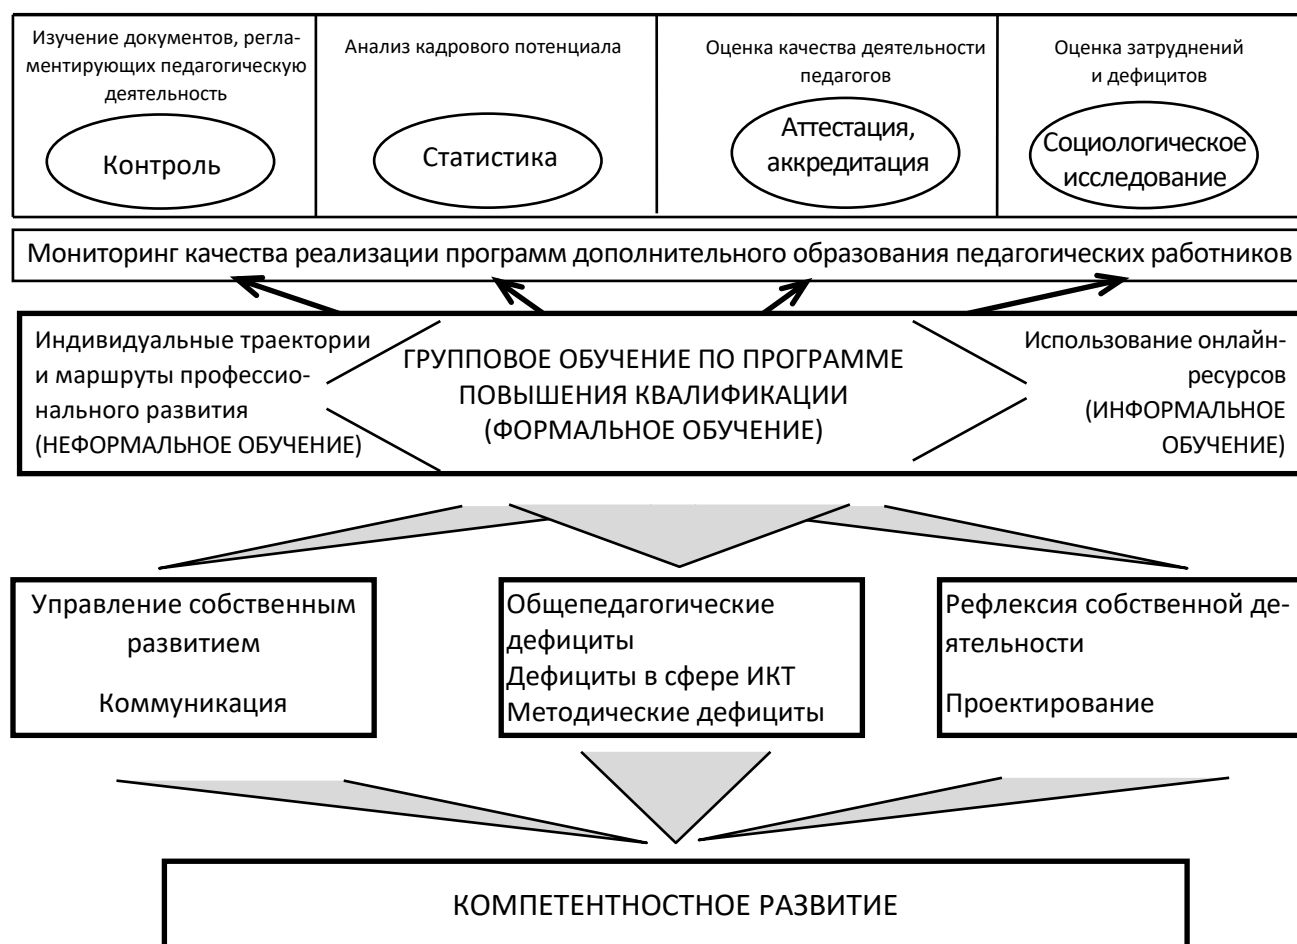 Изучение документов, регла-
ментирующих педагогическую
деятельность
Контроль
Анализ кадрового потенциала
Статистика
Оценка качества деятельности
педагогов
Аттестация,
аккредитация
Оценка затруднений
и дефицитов
Социологическое
исследование
Мониторинг качества реализации программ дополнительного образования педагогических работников
Индивидуальные траектории
и маршруты профессио-
нального развития
(НЕФОРМАЛЬНОЕ ОБУЧЕНИЕ)
ГРУППОВОЕ ОБУЧЕНИЕ ПО ПРОГРАММЕ
ПОВЫШЕНИЯ КВАЛИФИКАЦИИ
(ФОРМАЛЬНОЕ ОБУЧЕНИЕ)
Использование онлайн-
ресурсов
(ИНФОРМАЛЬНОЕ
ОБУЧЕНИЕ)
Управление собственным
развитием
Коммуникация
Общепедагогические
дефициты
Дефициты в сфере ИКТ
Методические дефициты
Рефлексия собственной де-
ятельности
Проектирование
КОМПЕТЕНТНОСТНОЕ РАЗВИТИЕ